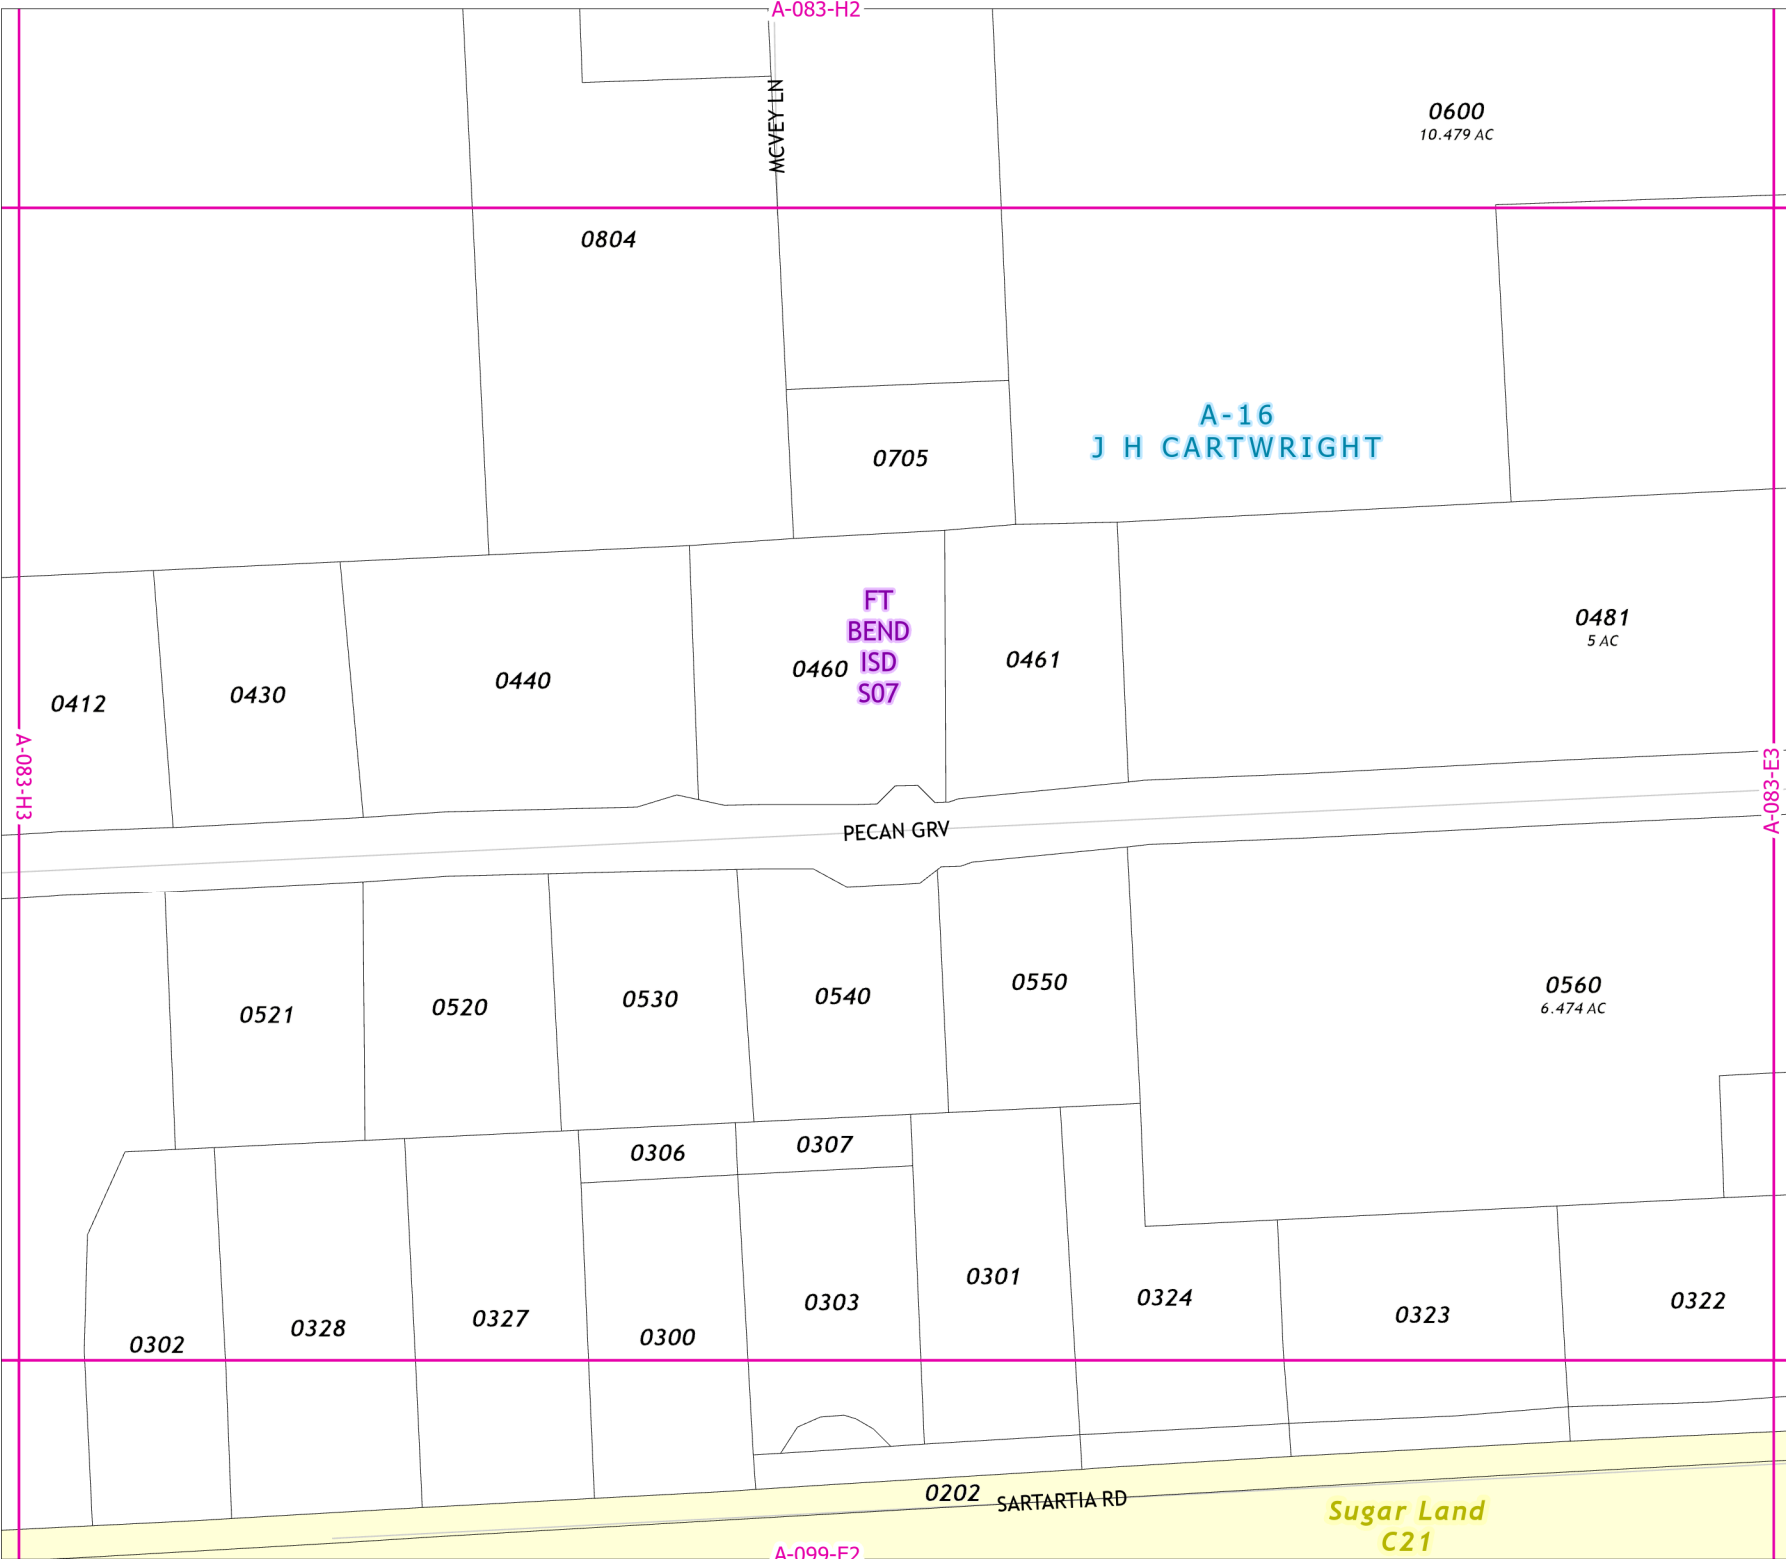 A-083-H2
MCVEY LN
0600
10.479 AC
0804
A-16
J H CARTWRIGHT
0705
FT
BEND
ISD
S07
0481
5 AC
0412
0430
0440
0460
0461
A-083-H3
A-083-E3
PECAN GRV
0521
0520
0530
0540
0550
0560
6.474 AC
0306
0307
0302
0328
0327
0300
0303
0301
0324
0323
0322
0202
SARTARTIA RD
Sugar Land
C21
A-099-E2